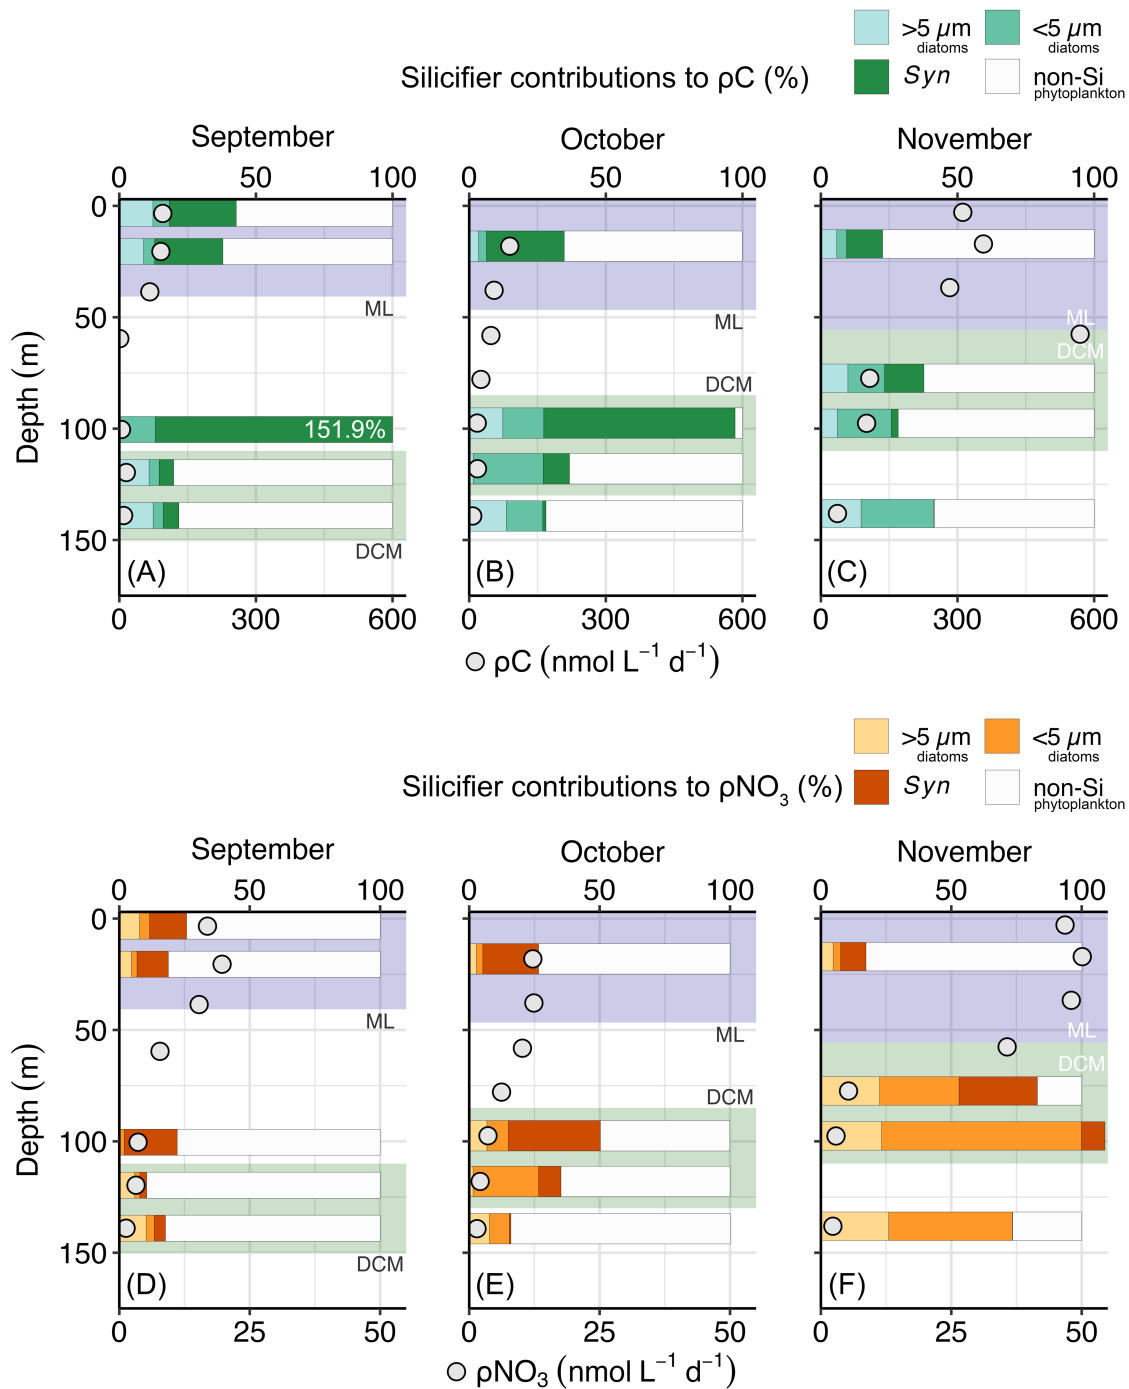 >5 µm
diatoms
<5 µm
diatoms
Syn
non-Si
phytoplankton
Silicifier contributions to ρC (%)
September
October
November
0 50 100
0 50 100
0 50 100
0
50
100
150
Depth (m)
ML
ML
ML
DCM
DCM
151.9%
DCM
(A)
(B)
(C)
0 300 600
0 300 600
0 300 600
ρC (nmol L⁻¹ d⁻¹)
>5 µm
diatoms
<5 µm
diatoms
Syn
non-Si
phytoplankton
Silicifier contributions to ρNO₃ (%)
September
October
November
0 50 100
0 50 100
0 50 100
0
50
100
150
Depth (m)
ML
ML
ML
DCM
DCM
DCM
(D)
(E)
(F)
0 25 50
0 25 50
0 25 50
ρNO₃ (nmol L⁻¹ d⁻¹)